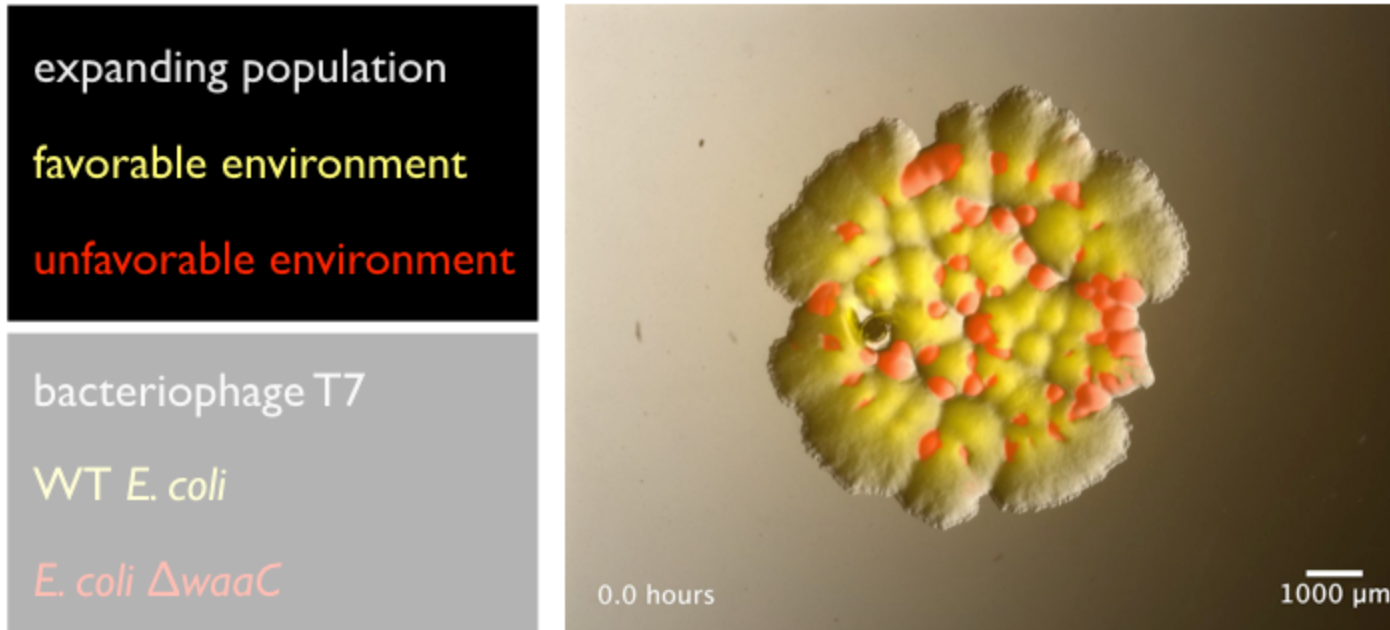 expanding population
favorable environment
unfavorable environment
bacteriophage T7
WT E. coli
E. coli ΔwaaC
0.0 hours
1000 µm